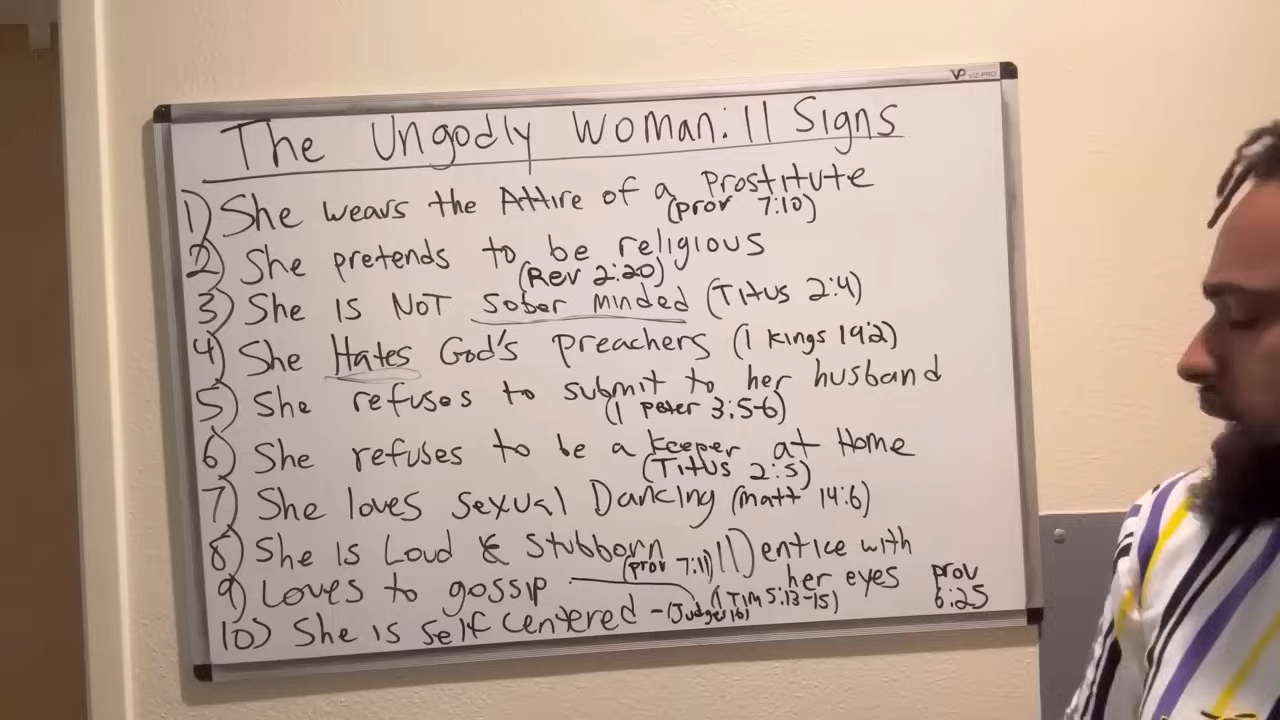 VP VIZ-PRO
The Ungodly Woman: 11 Signs
1) She wears the Attire of a Prostitute
(prov 7:10)
2) She pretends to be religious
(Rev 2:20)
3) She IS NOT Sober minded (Titus 2:4)
4) She Hates God's preachers (1 Kings 19:2)
5) She refuses to submit to her husband
(1 peter 3:5-6)
6) She refuses to be a keeper at Home
(Titus 2:5)
7) She loves Sexual Dancing (matt 14:6)
8) She is Loud & Stubborn (prov 7:11)
9) Loves to gossip (1 TIM 5:13-15)
10) She is self centered - (Judges 16)
11) entice with
her eyes prov
6:25